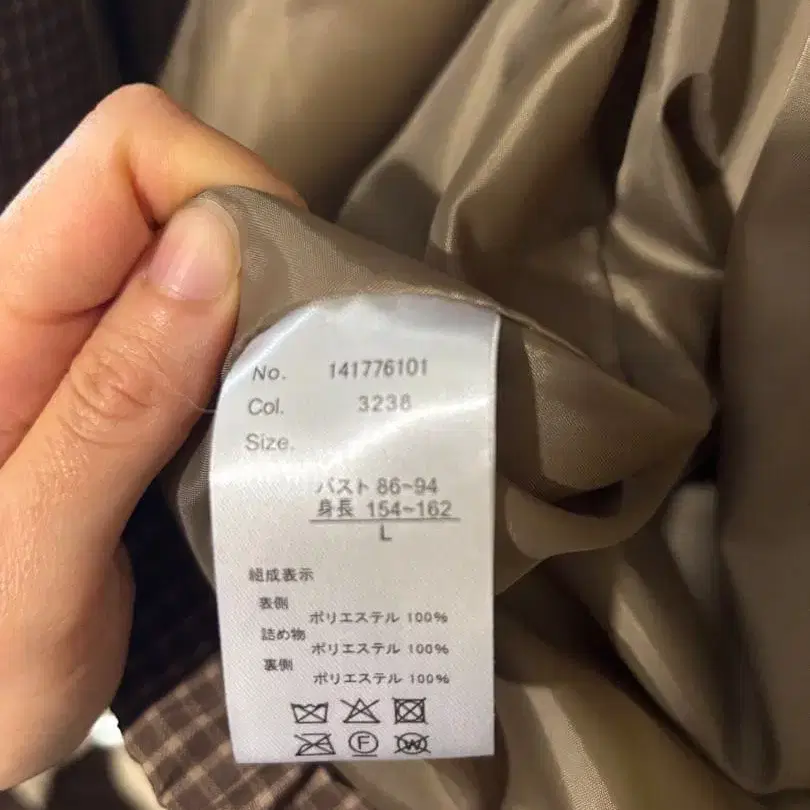 No. 141776101
Col. 3238
Size.
バスト 86~94
身長 154~162
L
組成表示
表側
ポリエステル 100%
詰め物
ポリエステル 100%
裏側
ポリエステル 100%
F W